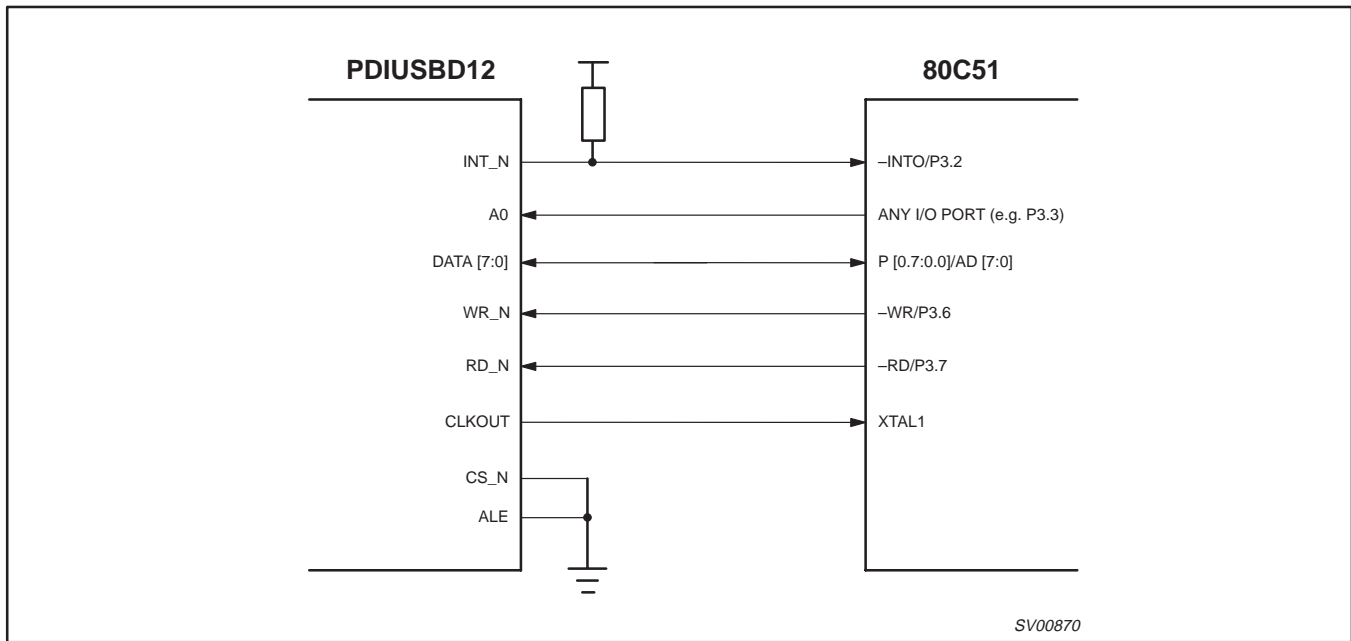 PDIUSBD12 80C51
INT_N –INTO/P3.2
A0 ANY I/O PORT (e.g. P3.3)
DATA [7:0] P [0.7:0.0]/AD [7:0]
WR_N –WR/P3.6
RD_N –RD/P3.7
CLKOUT XTAL1
CS_N
ALE
SV00870